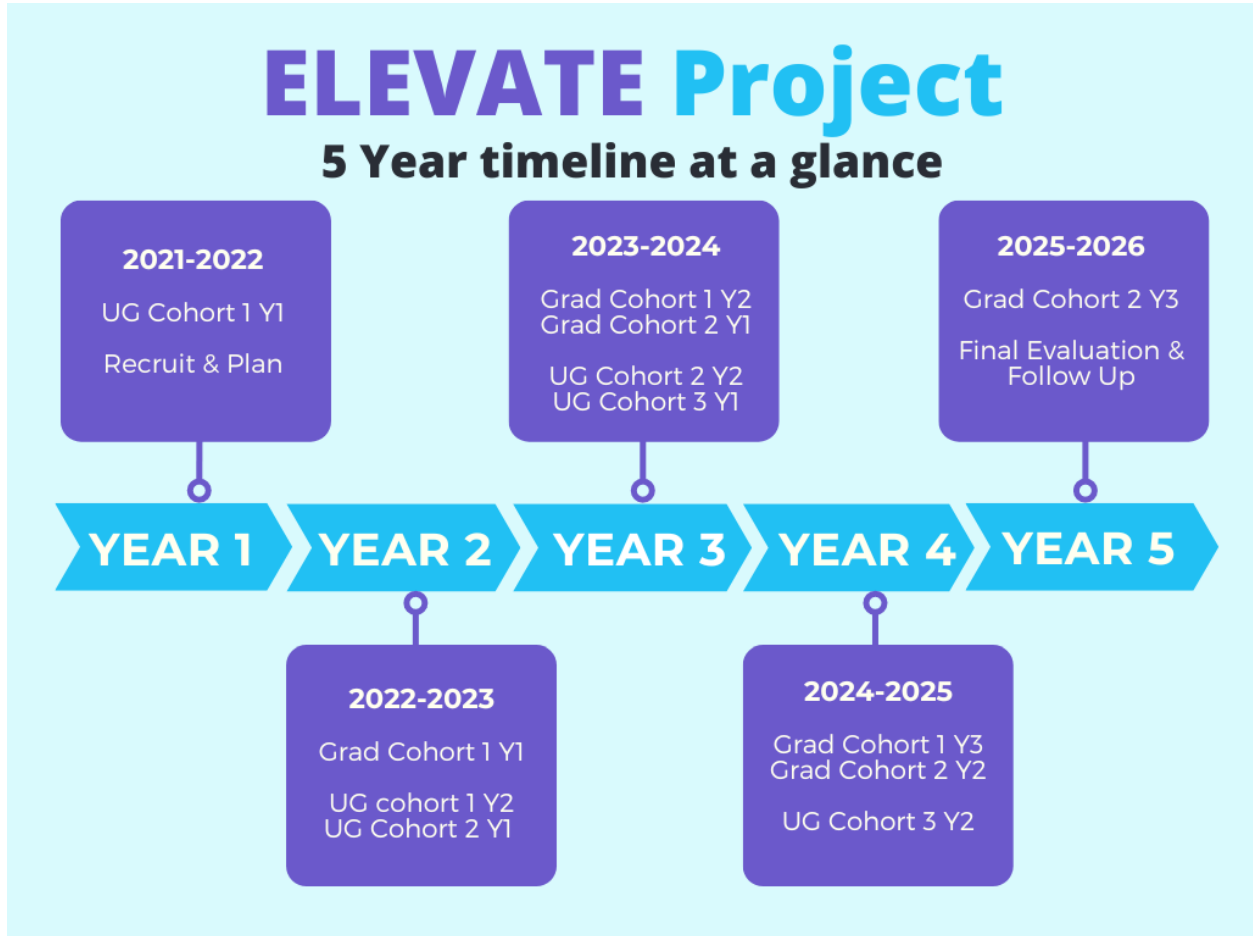 ELEVATE Project
5 Year timeline at a glance
2021-2022
UG Cohort 1 Y1
Recruit & Plan
2023-2024
Grad Cohort 1 Y2
Grad Cohort 2 Y1
UG Cohort 2 Y2
UG Cohort 3 Y1
2025-2026
Grad Cohort 2 Y3
Final Evaluation &
Follow Up
YEAR 1
YEAR 2
YEAR 3
YEAR 4
YEAR 5
2022-2023
Grad Cohort 1 Y1
UG cohort 1 Y2
UG Cohort 2 Y1
2024-2025
Grad Cohort 1 Y3
Grad Cohort 2 Y2
UG Cohort 3 Y2